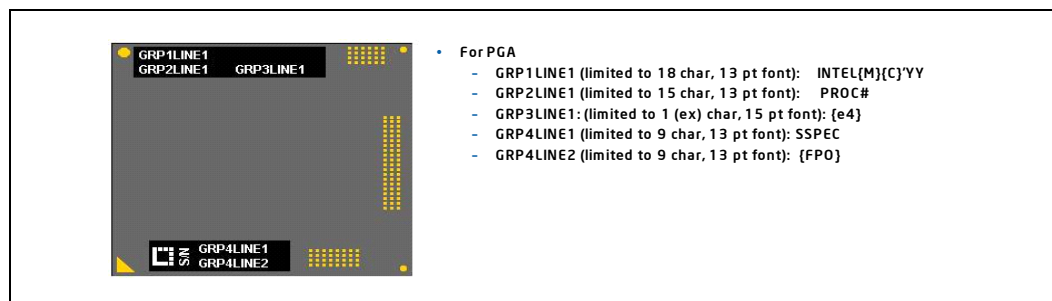 GRP1LINE1
GRP2LINE1 GRP3LINE1
S/N
GRP4LINE1
GRP4LINE2
• For PGA
– GRP1LINE1 (limited to 18 char, 13 pt font): INTEL{M}{C}'YY
– GRP2LINE1 (limited to 15 char, 13 pt font): PROC#
– GRP3LINE1: (limited to 1 (ex) char, 15 pt font): {e4}
– GRP4LINE1 (limited to 9 char, 13 pt font): SSPEC
– GRP4LINE2 (limited to 9 char, 13 pt font): {FPO}